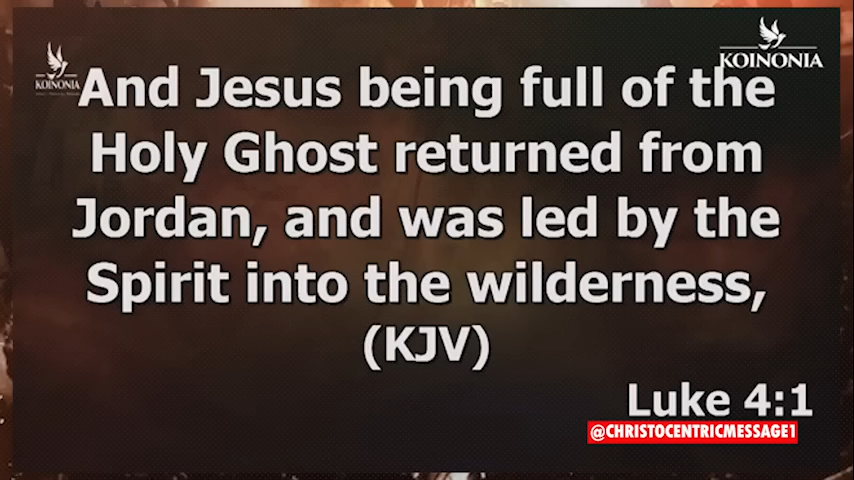 KOINONIA
KOINONIA
And Jesus being full of the
Holy Ghost returned from
Jordan, and was led by the
Spirit into the wilderness,
(KJV)
Luke 4:1
@CHRISTOCENTRICMESSAGE1